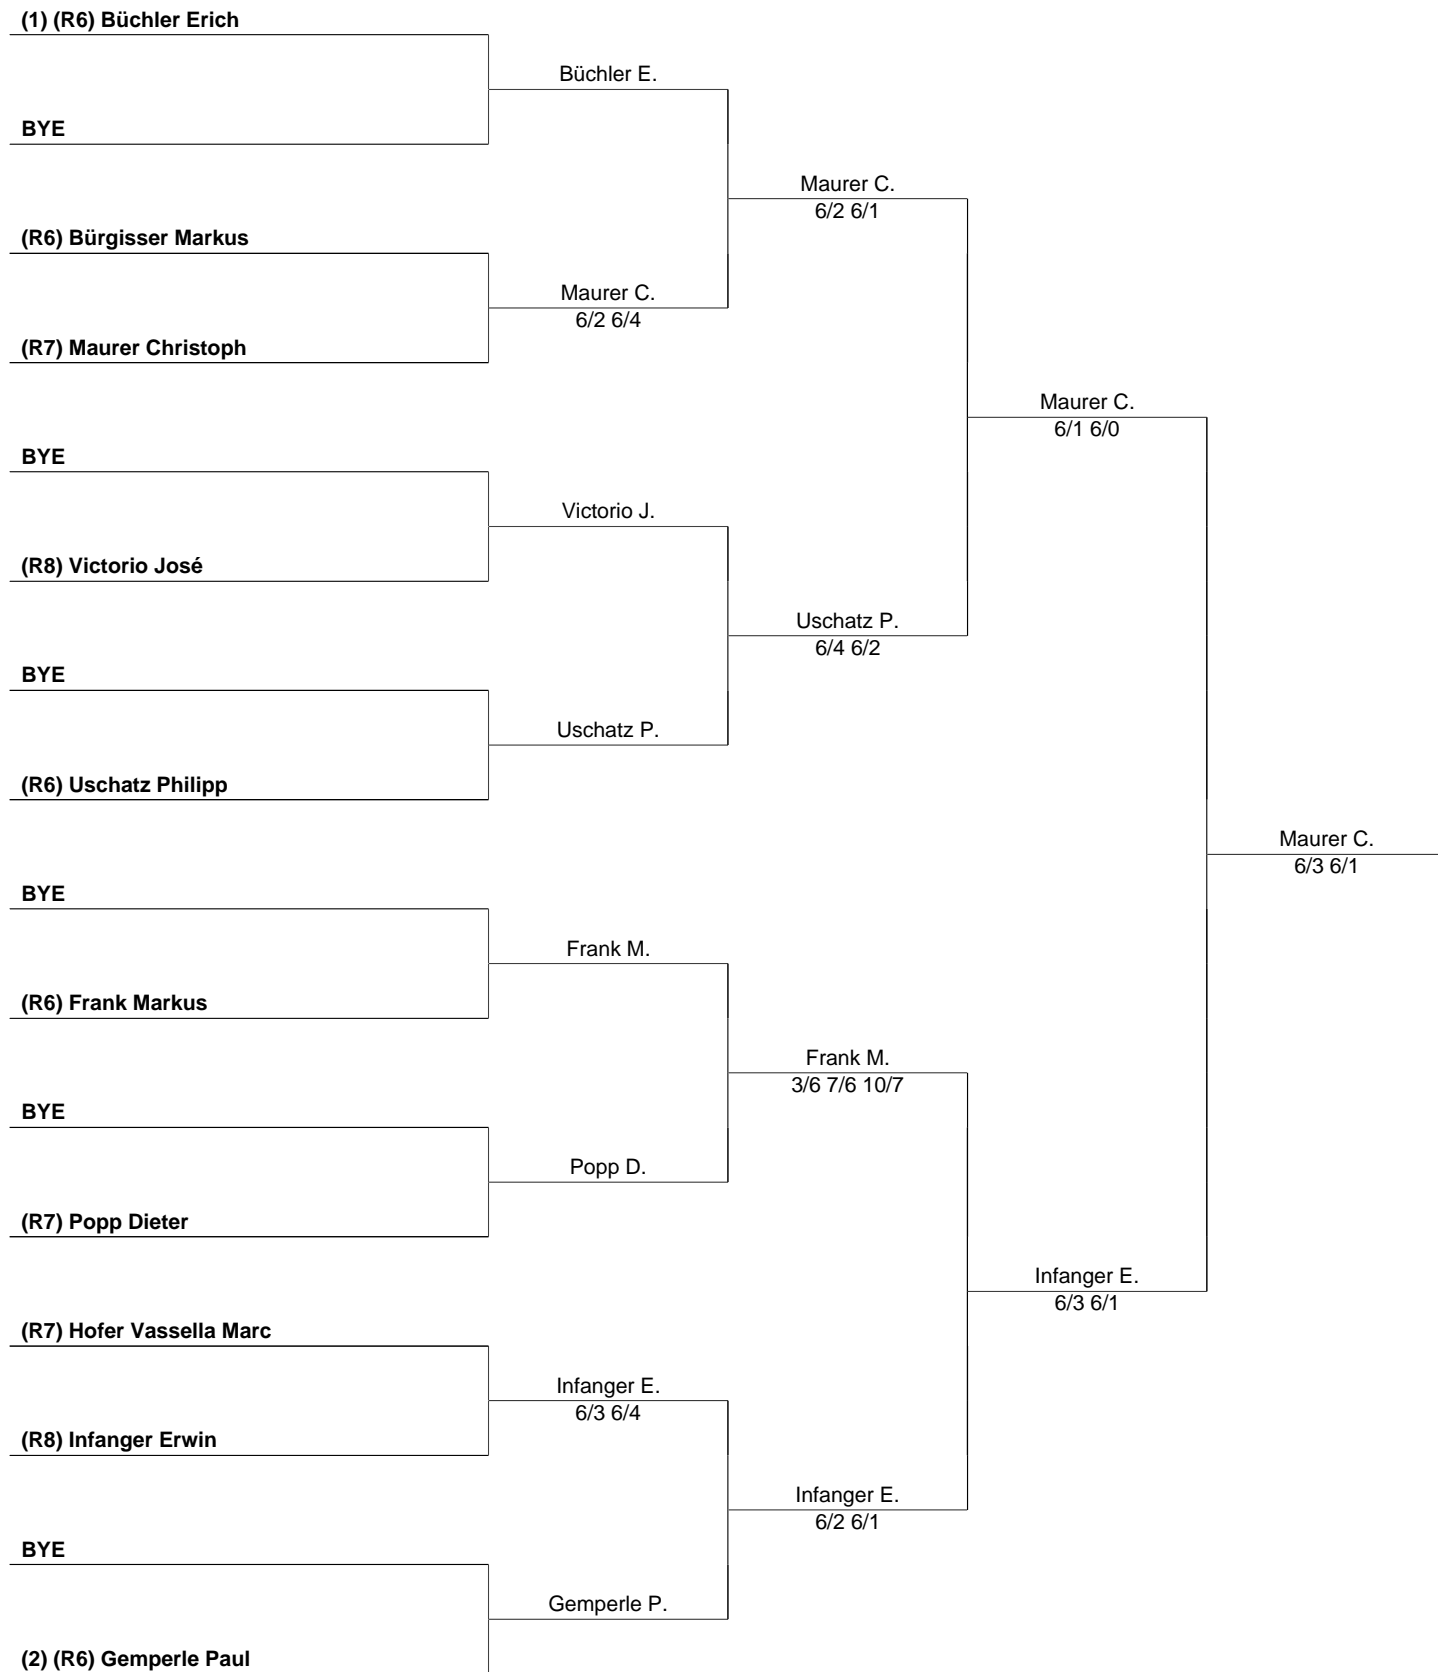 (1) (R6) Büchler Erich
Büchler E.
BYE
Maurer C.
6/2 6/1
(R6) Bürgisser Markus
Maurer C.
6/2 6/4
(R7) Maurer Christoph
Maurer C.
6/1 6/0
BYE
Victorio J.
(R8) Victorio José
Uschatz P.
6/4 6/2
BYE
Uschatz P.
(R6) Uschatz Philipp
Maurer C.
6/3 6/1
BYE
Frank M.
(R6) Frank Markus
Frank M.
3/6 7/6 10/7
BYE
Popp D.
(R7) Popp Dieter
Infanger E.
6/3 6/1
(R7) Hofer Vassella Marc
Infanger E.
6/3 6/4
(R8) Infanger Erwin
Infanger E.
6/2 6/1
BYE
Gemperle P.
(2) (R6) Gemperle Paul